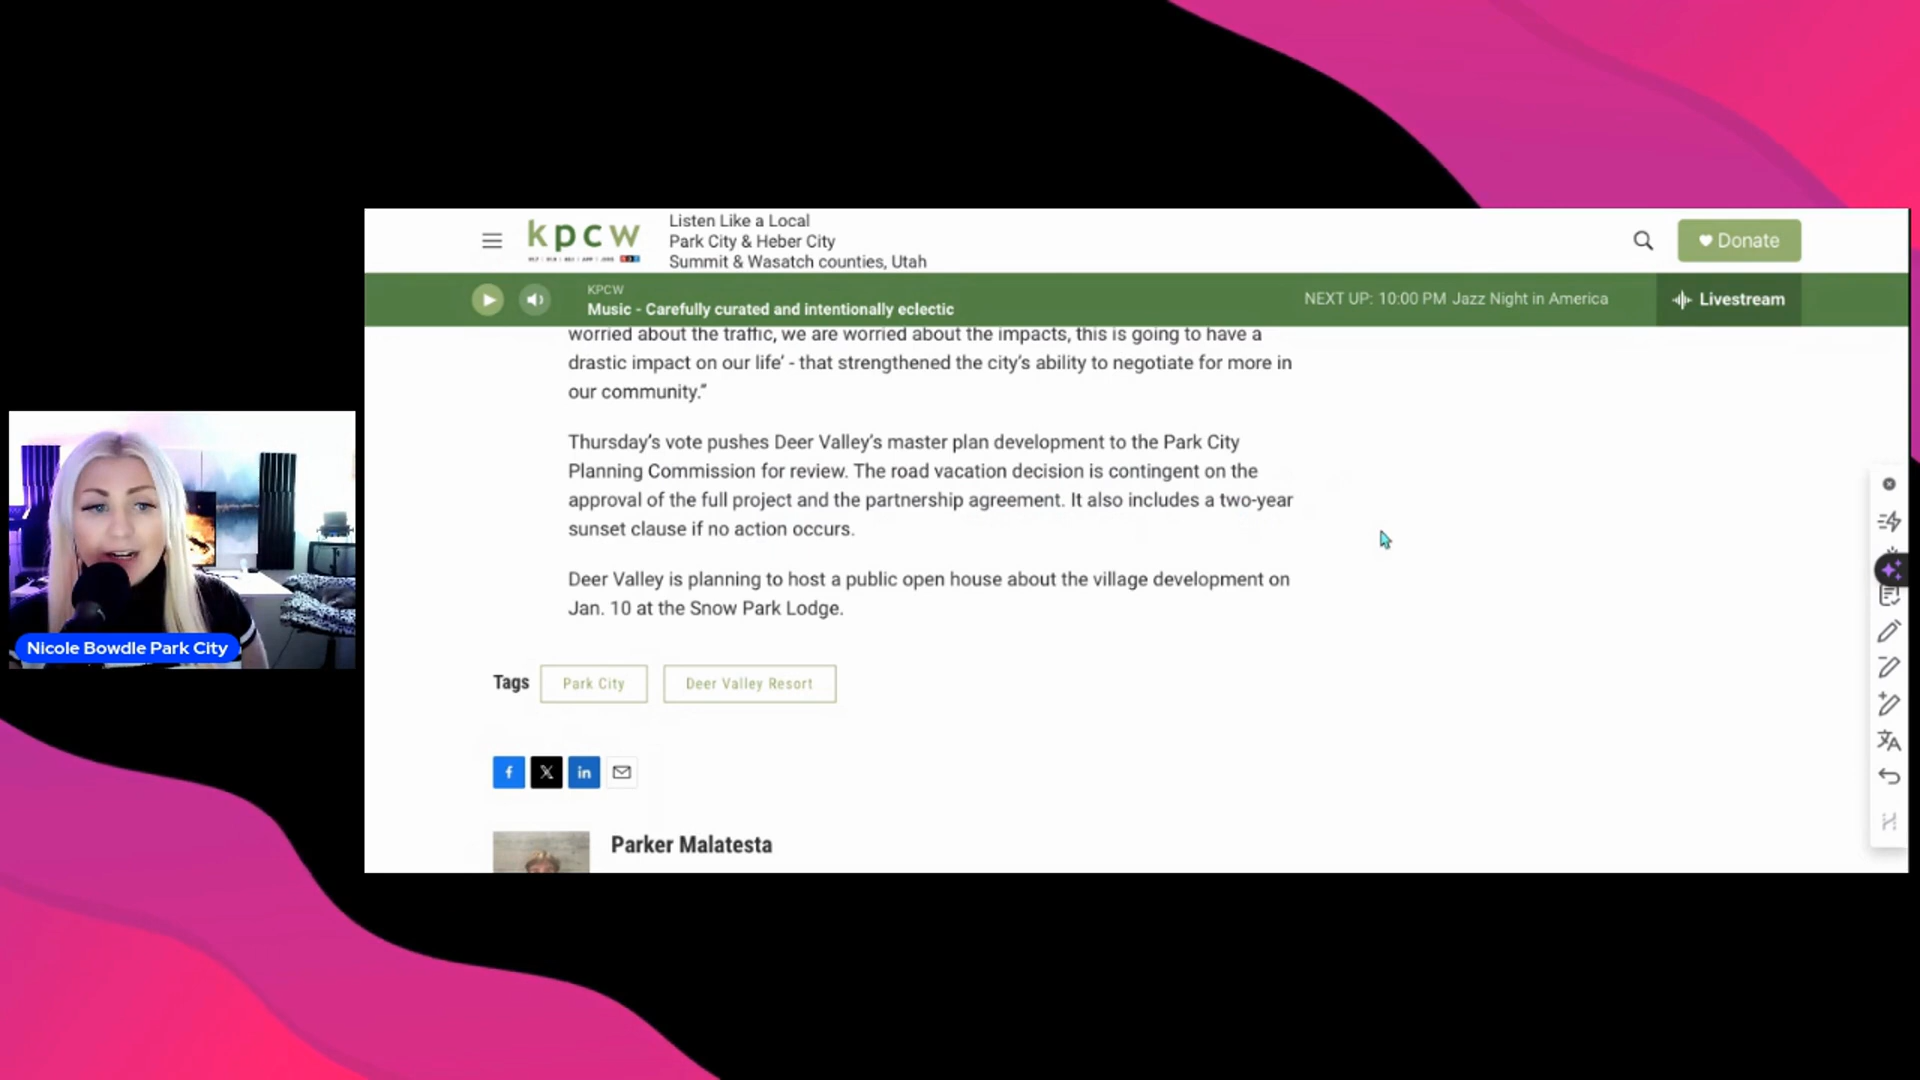 kpcw
Listen Like a Local
Park City & Heber City
Summit & Wasatch counties, Utah
Donate
KPCW
Music - Carefully curated and intentionally eclectic
NEXT UP: 10:00 PM Jazz Night in America
Livestream
worried about the traffic, we are worried about the impacts, this is going to have a
drastic impact on our life’ - that strengthened the city’s ability to negotiate for more in
our community.”
Thursday’s vote pushes Deer Valley’s master plan development to the Park City
Planning Commission for review. The road vacation decision is contingent on the
approval of the full project and the partnership agreement. It also includes a two-year
sunset clause if no action occurs.
Deer Valley is planning to host a public open house about the village development on
Jan. 10 at the Snow Park Lodge.
Nicole Bowdle Park City
Tags
Park City
Deer Valley Resort
Parker Malatesta